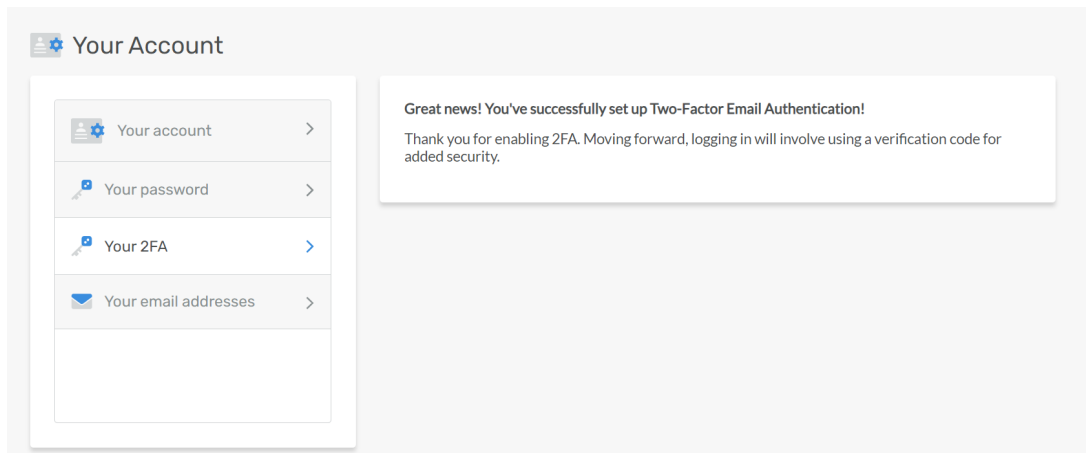 Your Account
Your account
Your password
Your 2FA
Your email addresses
Great news! You've successfully set up Two-Factor Email Authentication!
Thank you for enabling 2FA. Moving forward, logging in will involve using a verification code for
added security.